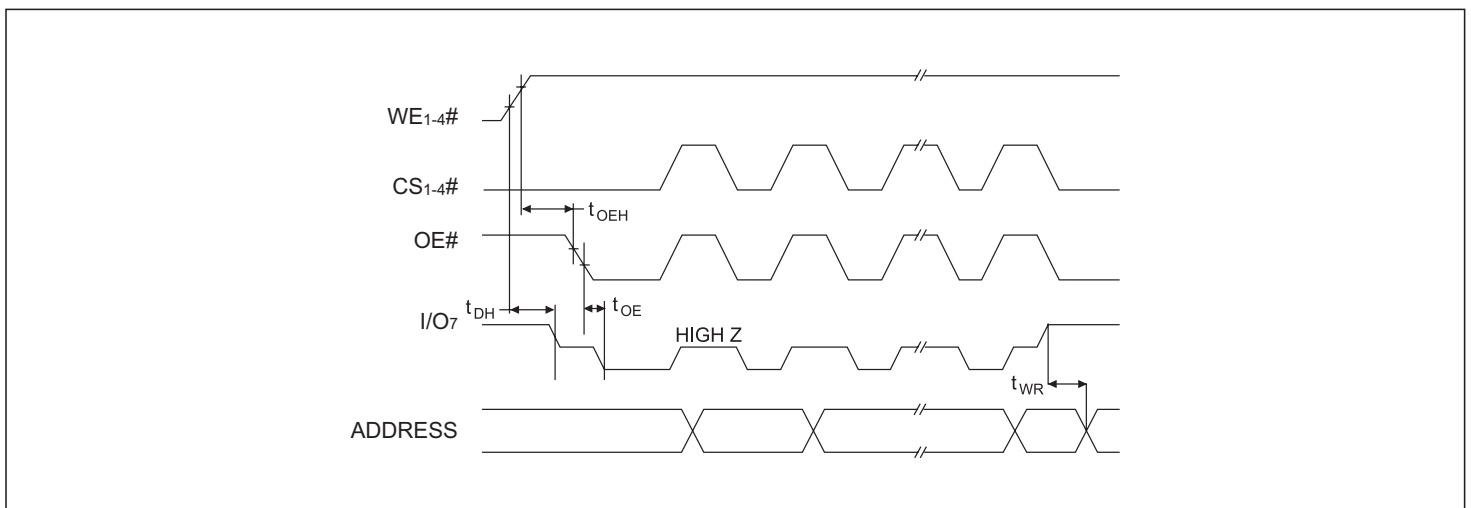 WE1-4#
CS1-4#
tOEH
OE#
tDH
tOE
I/O7
HIGH Z
tWR
ADDRESS